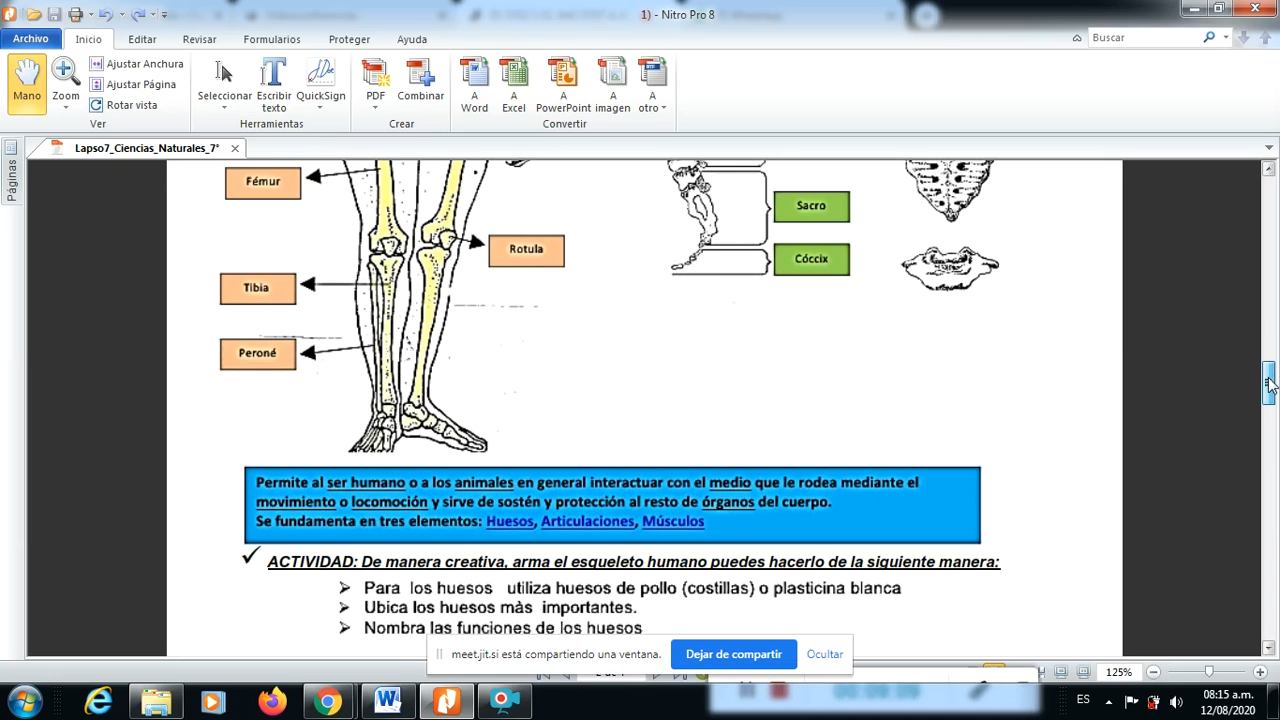 1) - Nitro Pro 8
Archivo Inicio Editar Revisar Formularios Proteger Ayuda Buscar
Mano Zoom Ajustar Anchura Ajustar Página Rotar vista
Seleccionar Escribir texto QuickSign
PDF Combinar
A Word A Excel A PowerPoint A imagen A otro
Ver Herramientas Crear Convertir
Lapso7_Ciencias_Naturales_7°
Páginas
Fémur
Sacro
Rotula
Cóccix
Tibia
Peroné
Permite al ser humano o a los animales en general interactuar con el medio que le rodea mediante el
movimiento o locomoción y sirve de sostén y protección al resto de órganos del cuerpo.
Se fundamenta en tres elementos: Huesos, Articulaciones, Músculos
ACTIVIDAD: De manera creativa, arma el esqueleto humano puedes hacerlo de la siguiente manera:
Para los huesos utiliza huesos de pollo (costillas) o plasticina blanca
Ubica los huesos màs importantes.
Nombra las funciones de los huesos
meet.jit.si está compartiendo una ventana. Dejar de compartir Ocultar
125%
ES 08:15 a.m.
12/08/2020